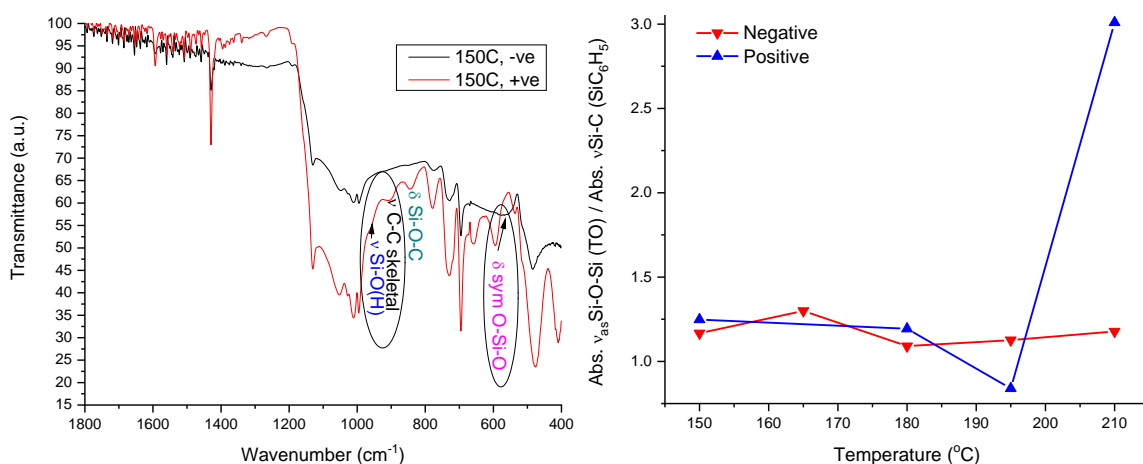 100
95
90
85
80
75
70
65
60
55
50
45
40
35
30
25
20
15
Transmittance (a.u.)
150C, -ve
150C, +ve
ν Si-O(H)
ν C-C skeletal
δ Si-O-C
δ sym O-Si-O
1800 1600 1400 1200 1000 800 600 400
Wavenumber (cm⁻¹)
3.0
2.5
2.0
1.5
1.0
Abs. νₐₛSi-O-Si (TO) / Abs. νSi-C (SiC₆H₅)
Negative
Positive
150 160 170 180 190 200 210
Temperature (°C)